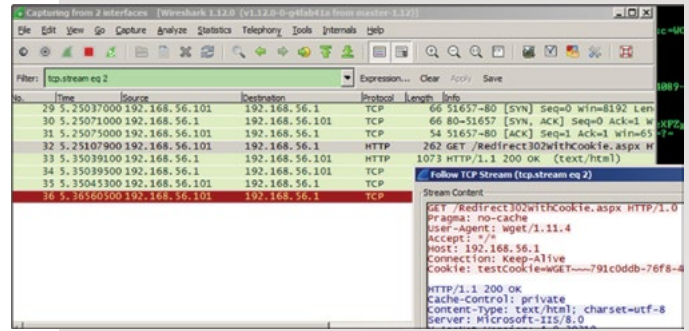 Capturing from 2 interfaces [Wireshark 1.12.0 (v1.12.0-0-g4fab41a from master-1.12)]
File Edit View Go Capture Analyze Statistics Telephony Tools Internals Help
Filter: tcp.stream eq 2 Expression... Clear Apply Save
No. Time Source Destination Protocol Length Info
29 5.25037000 192.168.56.101 192.168.56.1 TCP 66 51657→80 [SYN] Seq=0 Win=8192 Len
30 5.25071000 192.168.56.1 192.168.56.101 TCP 66 80→51657 [SYN, ACK] Seq=0 Ack=1 W
31 5.25075000 192.168.56.101 192.168.56.1 TCP 54 51657→80 [ACK] Seq=1 Ack=1 Win=65
32 5.25107900 192.168.56.101 192.168.56.1 HTTP 262 GET /Redirect302WithCookie.aspx H
33 5.35039100 192.168.56.1 192.168.56.101 HTTP 1073 HTTP/1.1 200 OK (text/html)
34 5.35039500 192.168.56.1 192.168.56.101 TCP
35 5.35045300 192.168.56.101 192.168.56.1 TCP
36 5.36560500 192.168.56.101 192.168.56.1 TCP
Follow TCP Stream (tcp.stream eq 2)
Stream Content
GET /Redirect302WithCookie.aspx HTTP/1.0
Pragma: no-cache
User-Agent: Wget/1.11.4
Accept: */*
Host: 192.168.56.1
Connection: Keep-Alive
Cookie: testCookie=WGET~~~791c0ddb-76f8-4
HTTP/1.1 200 OK
Cache-Control: private
Content-Type: text/html; charset=utf-8
Server: Microsoft-IIS/8.0